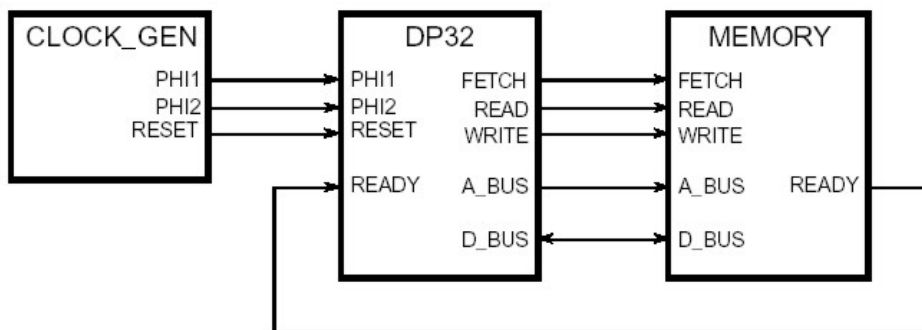 CLOCK_GEN
PHI1
PHI2
RESET
DP32
PHI1
PHI2
RESET
READY
FETCH
READ
WRITE
A_BUS
D_BUS
MEMORY
FETCH
READ
WRITE
A_BUS
D_BUS
READY